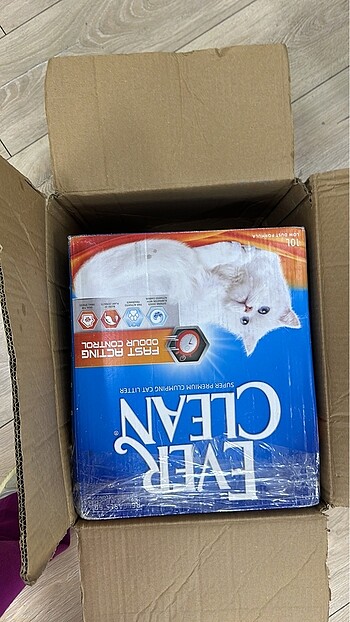 EVER
CLEAN®
SUPER PREMIUM CLUMPING CAT LITTER
FAST ACTING
ODOUR CONTROL
10L
LOW DUST FORMULA